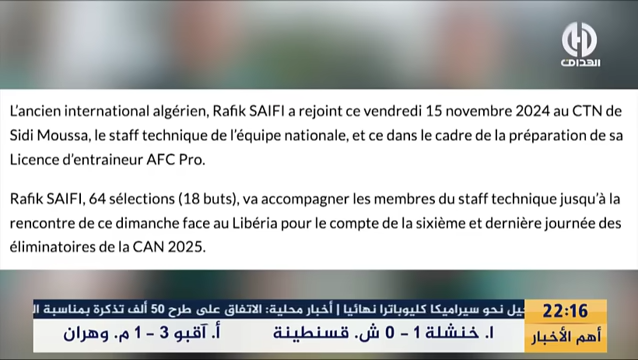 الهداف
L'ancien international algérien, Rafik SAIFI a rejoint ce vendredi 15 novembre 2024 au CTN de
Sidi Moussa, le staff technique de l'équipe nationale, et ce dans le cadre de la préparation de sa
Licence d'entraineur AFC Pro.
Rafik SAIFI, 64 sélections (18 buts), va accompagner les membres du staff technique jusqu'à la
rencontre de ce dimanche face au Libéria pour le compte de la sixième et dernière journée des
éliminatoires de la CAN 2025.
22:16
نحو سيراميكا كليوباترا نهائيا | أخبار محلية: الاتفاق على طرح 50 ألف تذكرة بمناسبة
أهم الأخبار
ا. خنشلة 1 - 0 ش. قسنطينة
أ. آقبو 3 - 1 م. وهران